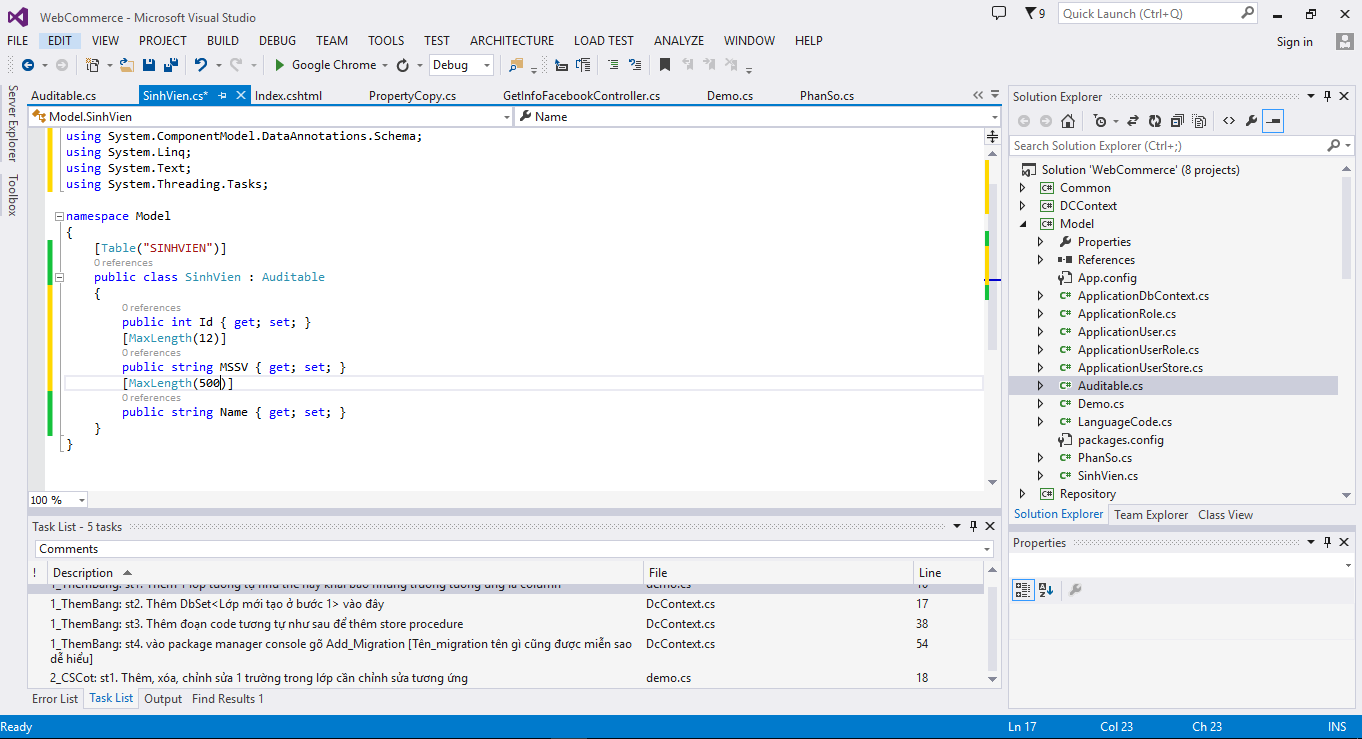 WebCommerce - Microsoft Visual Studio
9
Quick Launch (Ctrl+Q)
FILE EDIT VIEW PROJECT BUILD DEBUG TEAM TOOLS TEST ARCHITECTURE LOAD TEST ANALYZE WINDOW HELP
Sign in
Google Chrome
Debug
Server Explorer
Toolbox
Auditable.cs SinhVien.cs* Index.cshtml PropertyCopy.cs GetInfoFacebookController.cs Demo.cs PhanSo.cs
Model.SinhVien
Name
using System.ComponentModel.DataAnnotations.Schema;
using System.Linq;
using System.Text;
using System.Threading.Tasks;
namespace Model
{
[Table("SINHVIEN")]
0 references
public class SinhVien : Auditable
{
0 references
public int Id { get; set; }
[MaxLength(12)]
0 references
public string MSSV { get; set; }
[MaxLength(500)]
0 references
public string Name { get; set; }
}
}
100 %
Task List - 5 tasks
Comments
! Description File Line
1_ThemBang: st2. Thêm DbSet<Lớp mới tạo ở bước 1> vào đây DcContext.cs 17
1_ThemBang: st3. Thêm đoạn code tương tự như sau để thêm store procedure DcContext.cs 38
1_ThemBang: st4. vào package manager console gõ Add_Migration [Tên_migration tên gì cũng được miễn sao DcContext.cs 54
dễ hiểu]
2_CSCot: st1. Thêm, xóa, chỉnh sửa 1 trường trong lớp cần chỉnh sửa tương ứng demo.cs 18
Error List Task List Output Find Results 1
Solution Explorer
Search Solution Explorer (Ctrl+;)
Solution 'WebCommerce' (8 projects)
C# Common
C# DCContext
C# Model
Properties
References
App.config
C# ApplicationDbContext.cs
C# ApplicationRole.cs
C# ApplicationUser.cs
C# ApplicationUserRole.cs
C# ApplicationUserStore.cs
C# Auditable.cs
C# Demo.cs
C# LanguageCode.cs
packages.config
C# PhanSo.cs
C# SinhVien.cs
C# Repository
Solution Explorer Team Explorer Class View
Properties
Ready
Ln 17 Col 23 Ch 23 INS